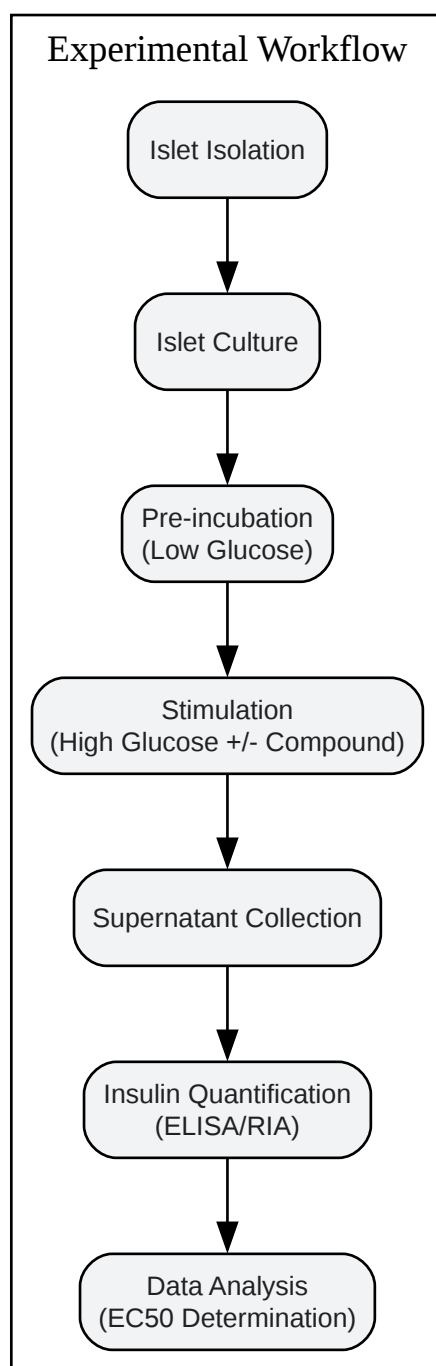 Experimental Workflow
Islet Isolation
Islet Culture
Pre-incubation
(Low Glucose)
Stimulation
(High Glucose +/- Compound)
Supernatant Collection
Insulin Quantification
(ELISA/RIA)
Data Analysis
(EC50 Determination)